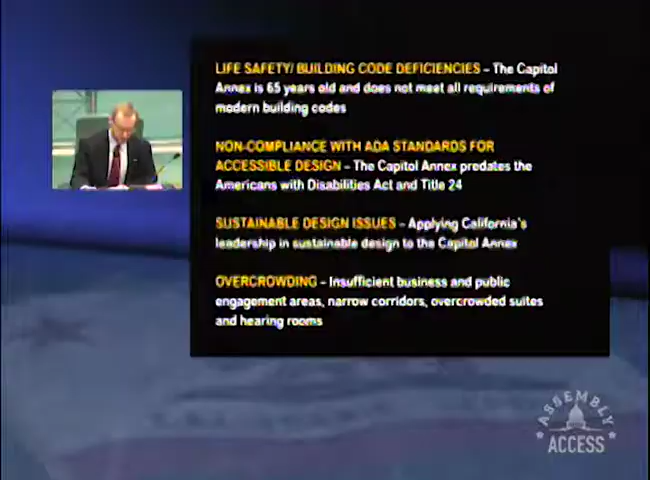 LIFE SAFETY/ BUILDING CODE DEFICIENCIES – The Capitol
Annex is 65 years old and does not meet all requirements of
modern building codes
NON-COMPLIANCE WITH ADA STANDARDS FOR
ACCESSIBLE DESIGN – The Capitol Annex predates the
Americans with Disabilities Act and Title 24
SUSTAINABLE DESIGN ISSUES – Applying California's
leadership in sustainable design to the Capitol Annex
OVERCROWDING – Insufficient business and public
engagement areas, narrow corridors, overcrowded suites
and hearing rooms
ASSEMBLY
ACCESS